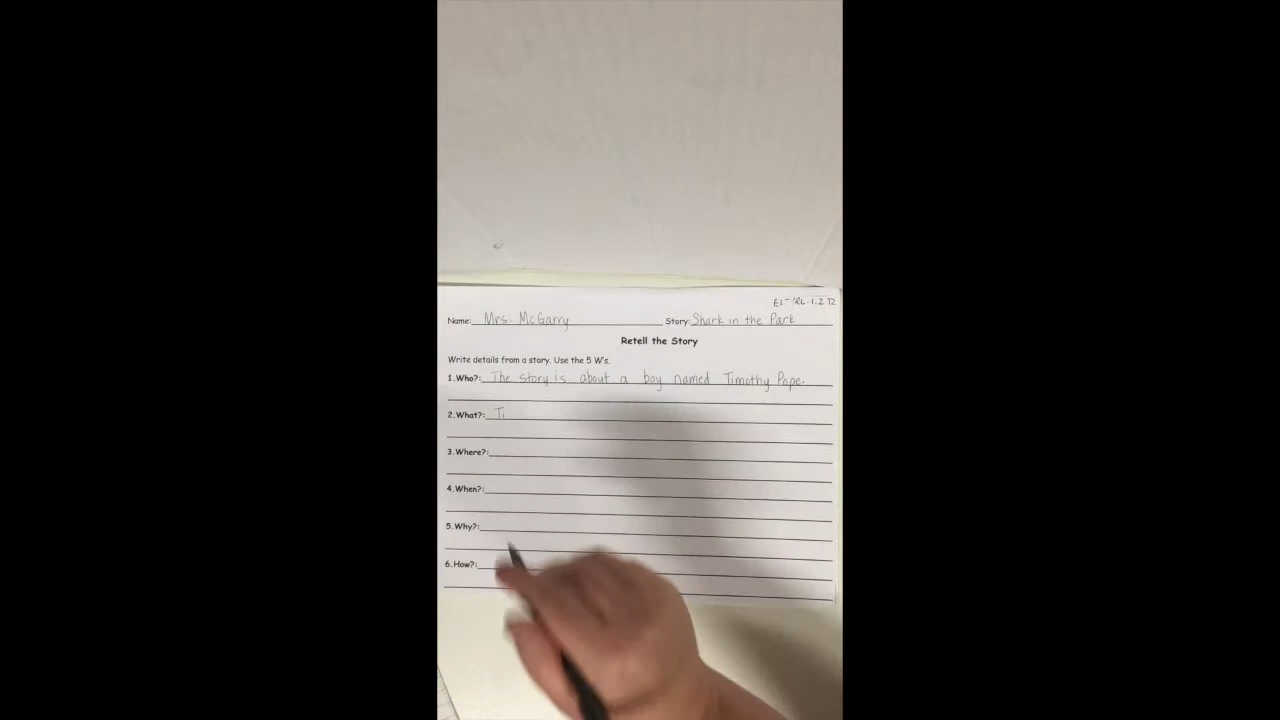 E1-RL.1.2 T2
Name: Mrs. McGarry Story: Shark in the Park
Retell the Story
Write details from a story. Use the 5 W's.
1.Who?: The story is about a boy named Timothy Pope.
2.What?: Ti
3.Where?:
4.When?:
5.Why?:
6.How?: